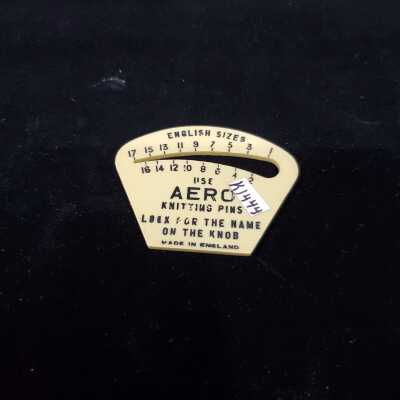 ENGLISH SIZES
17 15 13 11 9 7 5 3 1
16 14 12 10 8 6 4 2
USE
AERO
KNITTING PINS
LOOK FOR THE NAME
ON THE KNOB
MADE IN ENGLAND
K1444